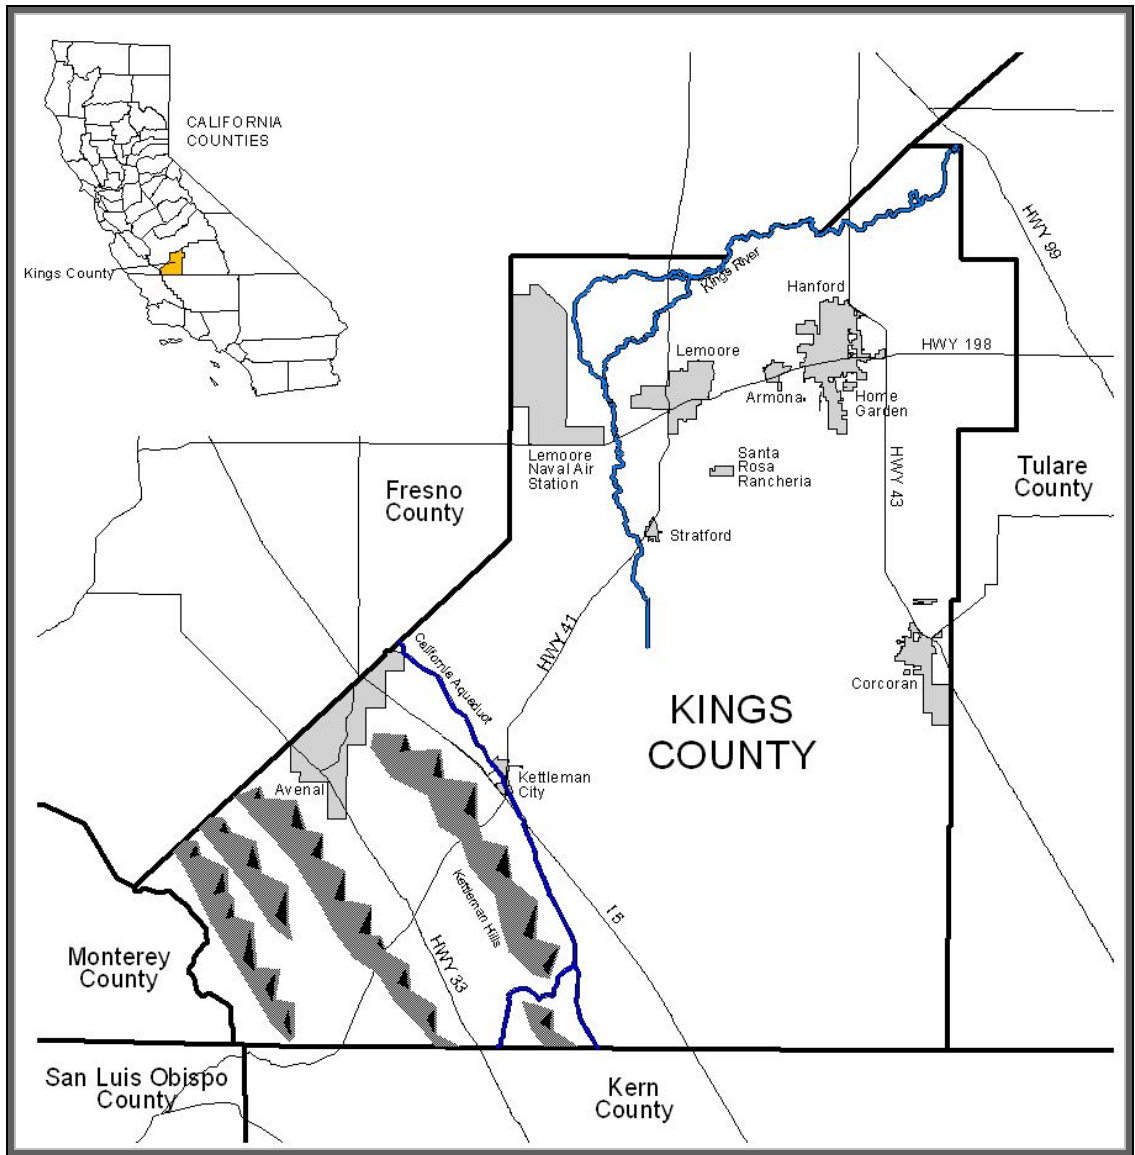 CALIFORNIA
COUNTIES
Kings County
HWY 99
Kings River
Hanford
HWY 198
Lemoore
Armona
Home
Garden
Lemoore
Naval Air
Station
Santa
Rosa
Rancheria
HWY 43
Tulare
County
Fresno
County
Stratford
HWY 41
California Aqueduct
Corcoran
KINGS
COUNTY
Kettleman
City
Avenal
Kettleman Hills
I 5
HWY 33
Monterey
County
San Luis Obispo
County
Kern
County